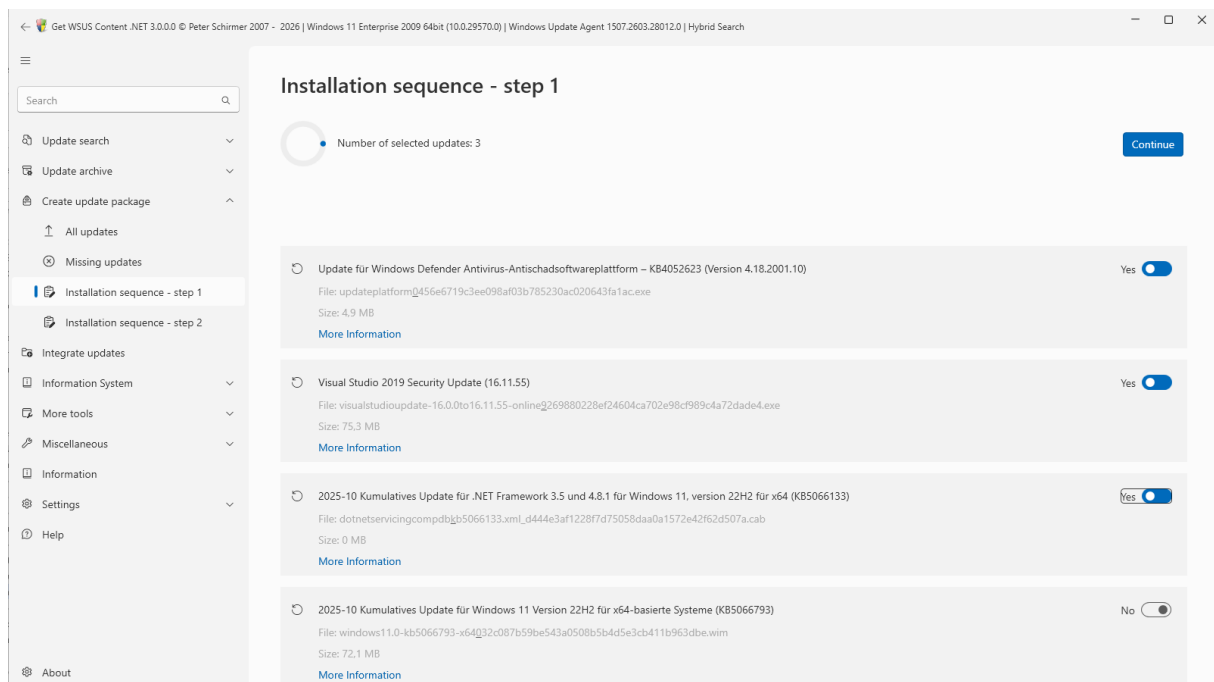 Get WSUS Content .NET 3.0.0.0 © Peter Schirmer 2007 - 2026 | Windows 11 Enterprise 2009 64bit (10.0.29570.0) | Windows Update Agent 1507.2603.28012.0 | Hybrid Search
Search
Update search
Update archive
Create update package
All updates
Missing updates
Installation sequence - step 1
Installation sequence - step 2
Integrate updates
Information System
More tools
Miscellaneous
Information
Settings
Help
About
Installation sequence - step 1
Number of selected updates: 3
Continue
Update für Windows Defender Antivirus-Antischadsoftwareplattform – KB4052623 (Version 4.18.2001.10)
Yes
File: updateplatform0456e6719c3ee098af03b785230ac020643fa1ac.exe
Size: 4,9 MB
More Information
Visual Studio 2019 Security Update (16.11.55)
Yes
File: visualstudioupdate-16.0.0to16.11.55-online9269880228ef24604ca702e98cf989c4a72dade4.exe
Size: 75,3 MB
More Information
2025-10 Kumulatives Update für .NET Framework 3.5 und 4.8.1 für Windows 11, version 22H2 für x64 (KB5066133)
Yes
File: dotnetservicingcompdbkb5066133.xml_d444e3af1228f7d75058daa0a1572e42f62d507a.cab
Size: 0 MB
More Information
2025-10 Kumulatives Update für Windows 11 Version 22H2 für x64-basierte Systeme (KB5066793)
No
File: windows11.0-kb5066793-x64032c087b59be543a0508b5b4d5e3cb411b963dbe.wim
Size: 72,1 MB
More Information